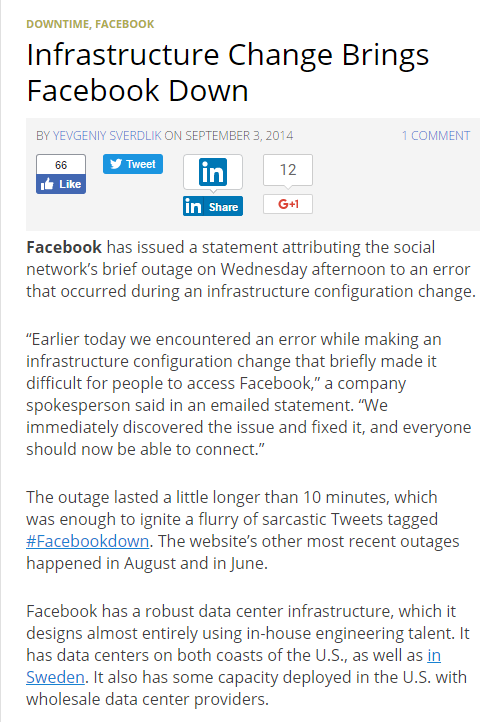 DOWNTIME, FACEBOOK
Infrastructure Change Brings
Facebook Down
BY YEVGENIY SVERDLIK ON SEPTEMBER 3, 2014 1 COMMENT
66
Like
Tweet
in
in Share
12
G+1
Facebook has issued a statement attributing the social
network’s brief outage on Wednesday afternoon to an error
that occurred during an infrastructure configuration change.
“Earlier today we encountered an error while making an
infrastructure configuration change that briefly made it
difficult for people to access Facebook,” a company
spokesperson said in an emailed statement. “We
immediately discovered the issue and fixed it, and everyone
should now be able to connect.”
The outage lasted a little longer than 10 minutes, which
was enough to ignite a flurry of sarcastic Tweets tagged
#Facebookdown. The website’s other most recent outages
happened in August and in June.
Facebook has a robust data center infrastructure, which it
designs almost entirely using in-house engineering talent. It
has data centers on both coasts of the U.S., as well as in
Sweden. It also has some capacity deployed in the U.S. with
wholesale data center providers.